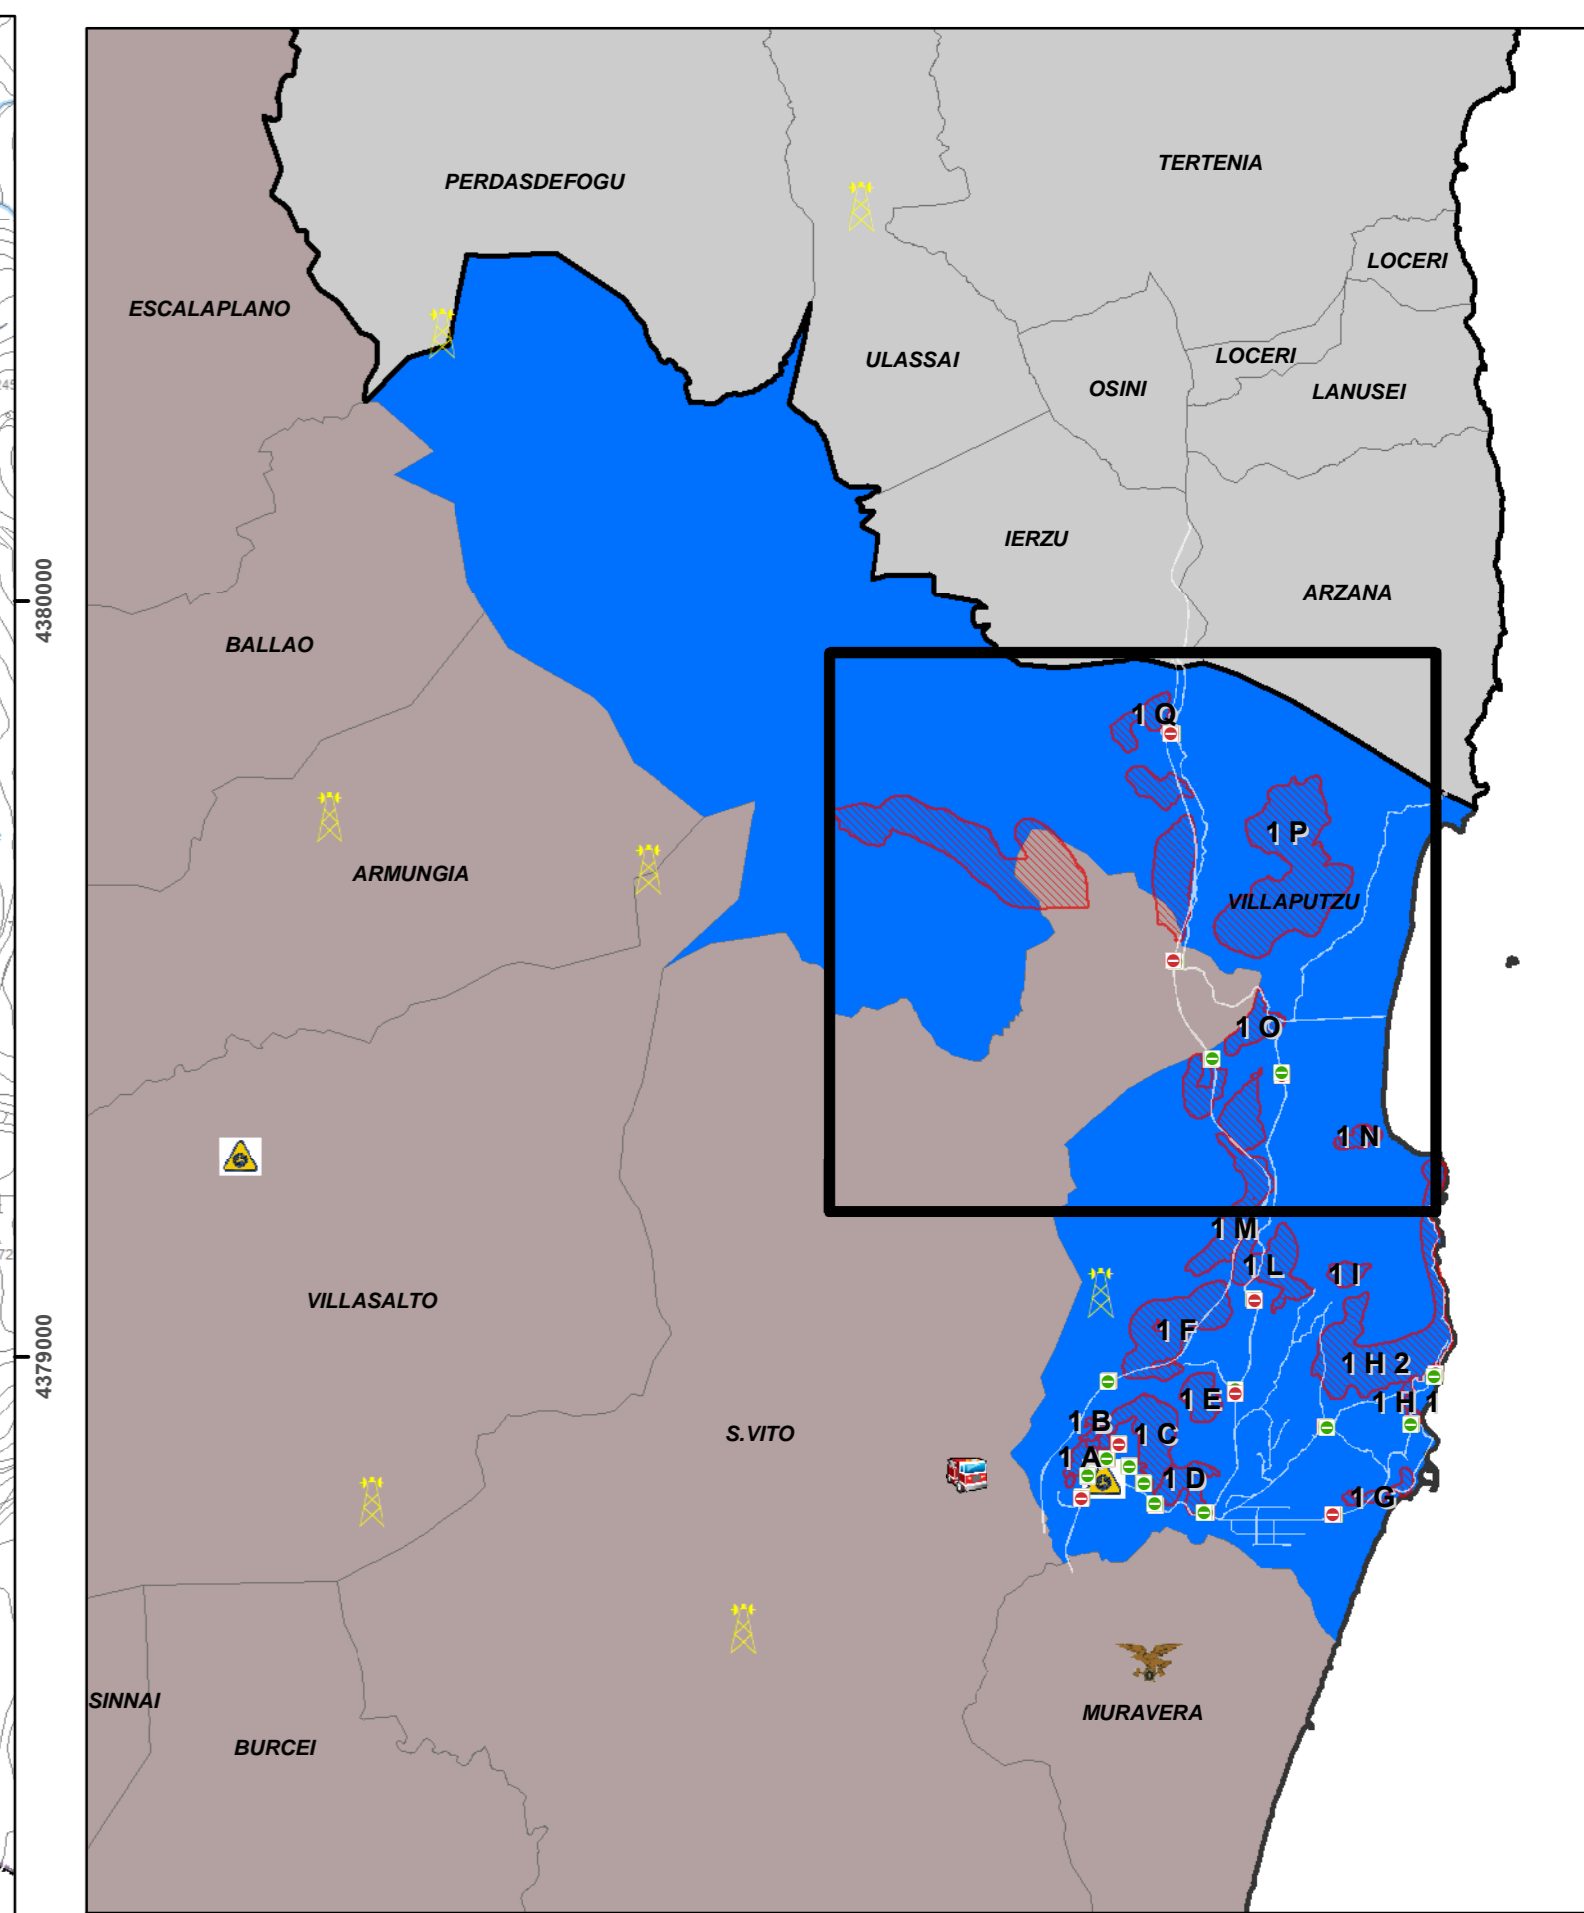 TERTENIA
PERDASDEFOGU
LOCERI
ESCALAPLANO
ULASSAI
LOCERI
OSINI
LANUSEI
IERZU
ARZANA
4380000
BALLAO
1 Q
1 P
ARMUNGIA
VILLAPUTZU
1 O
1 N
1 M
1 L
1 I
VILLASALTO
1 F
4379000
1 H 2
1 E
1 H 1
1 B
S.VITO
1 C
1 A
1 D
1 G
SINNAI
MURAVERA
BURCEI